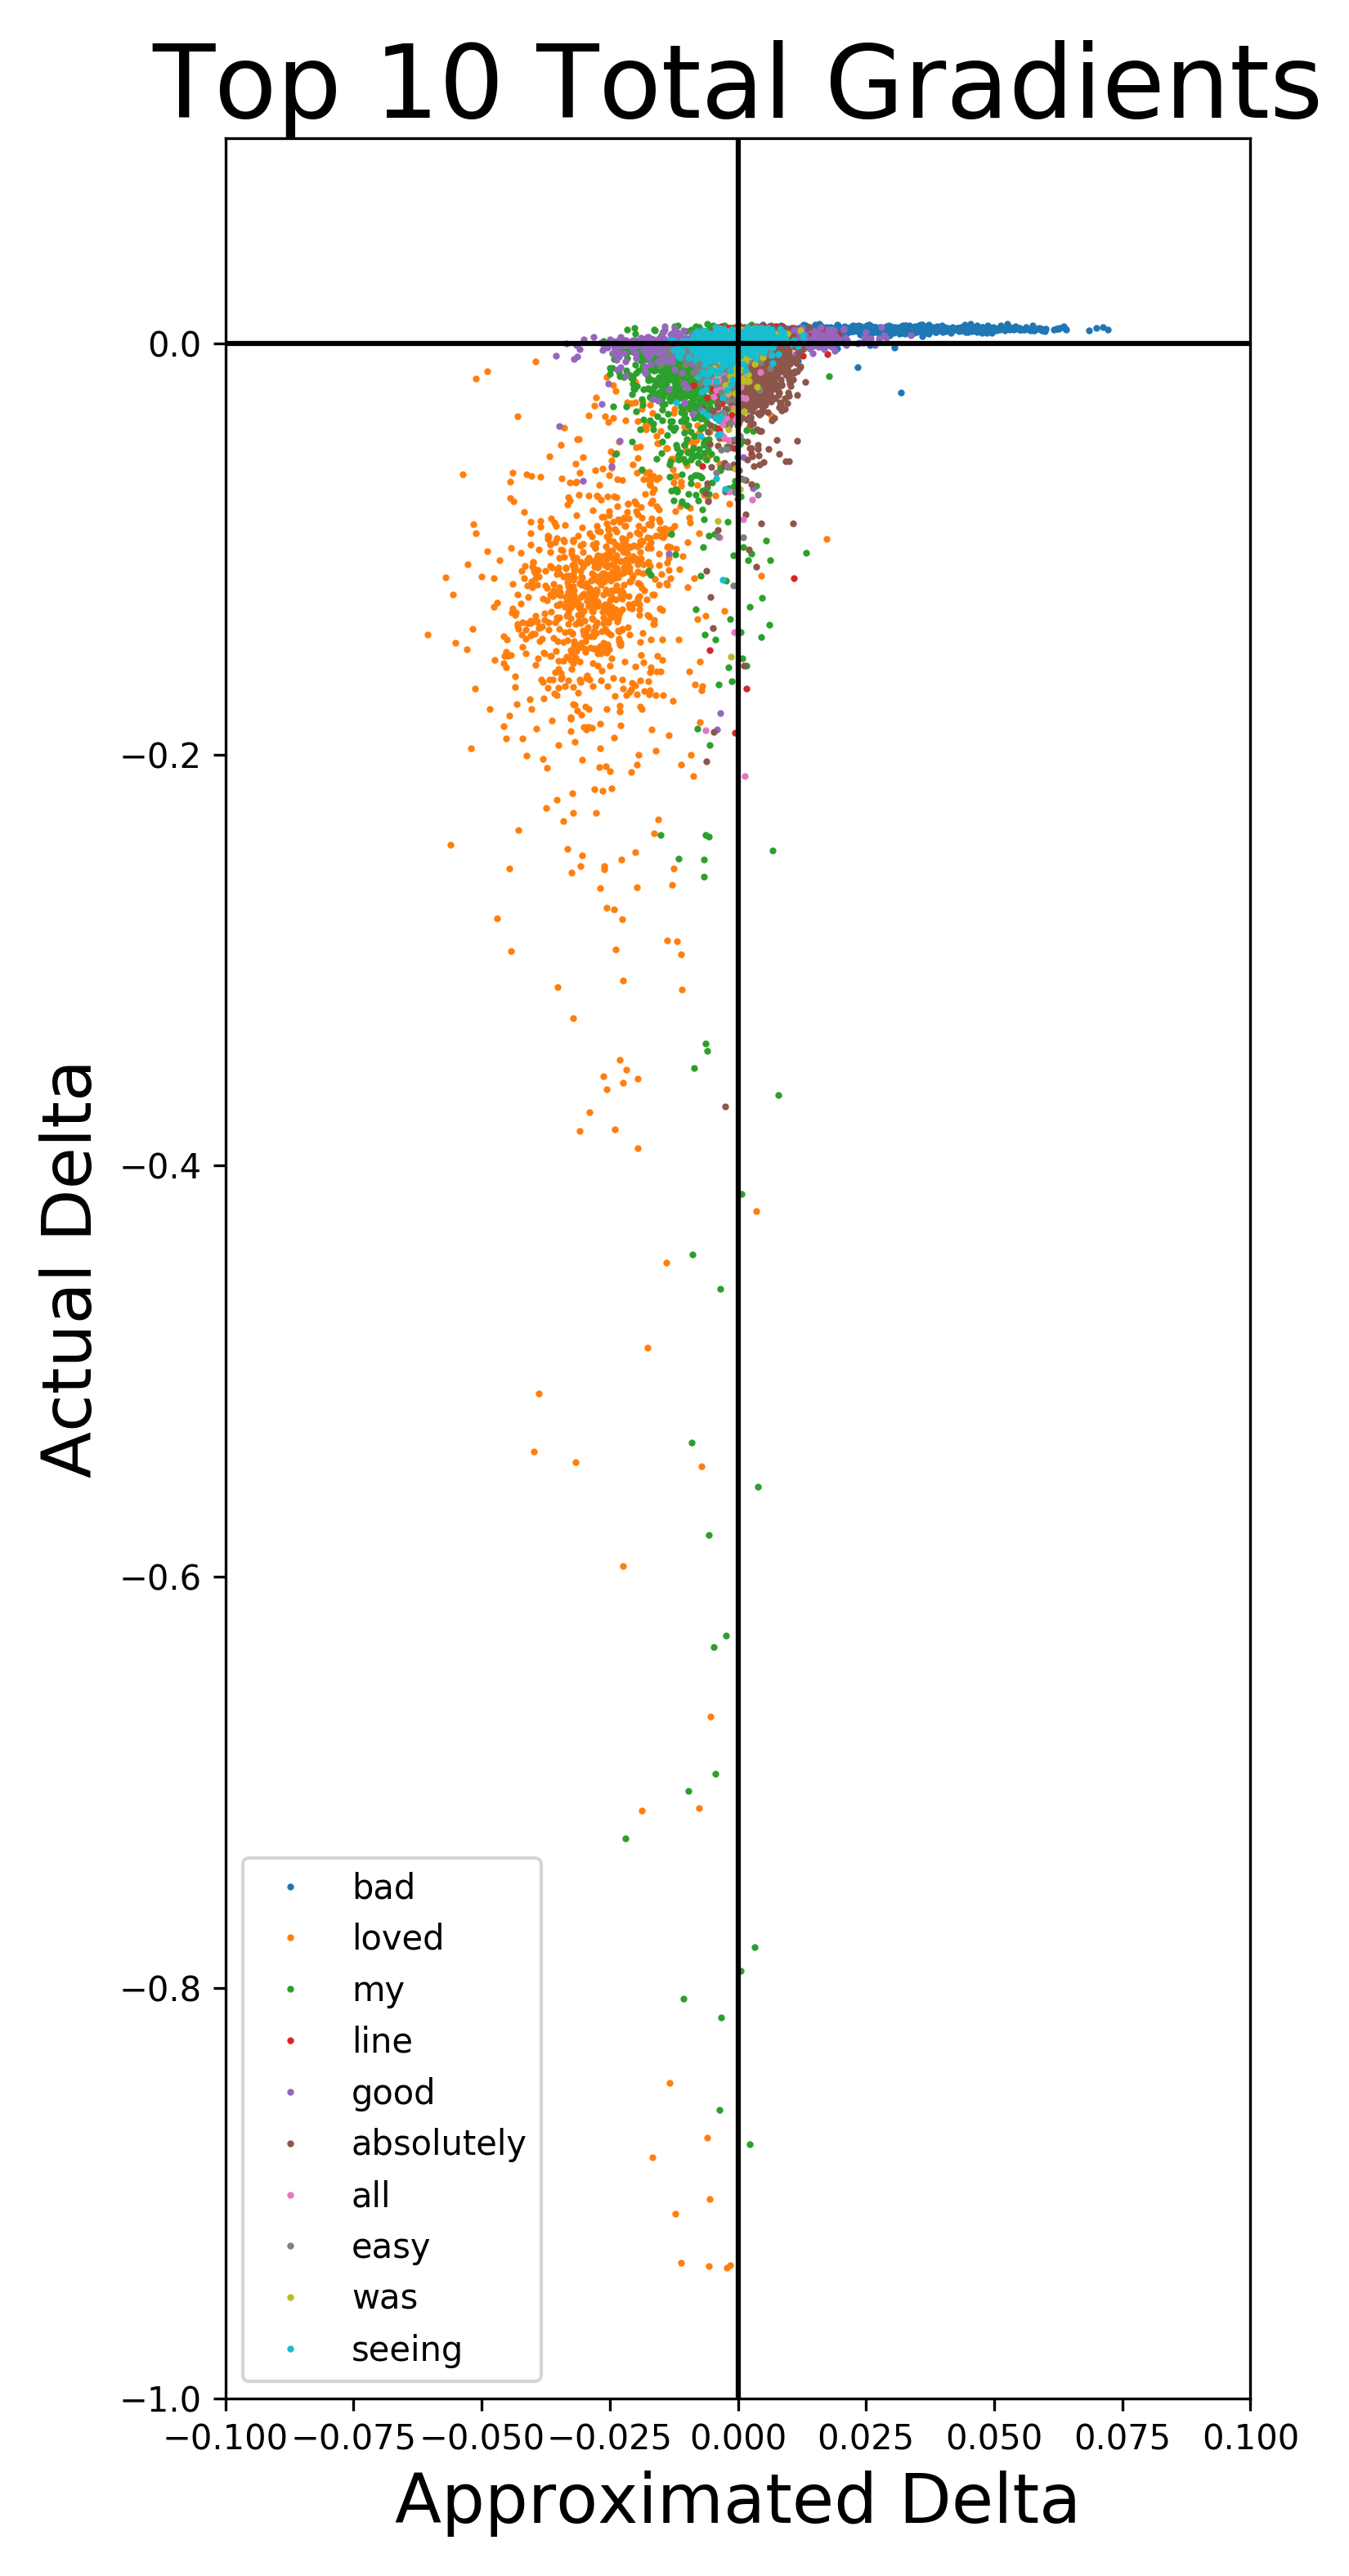 Top 10 Total Gradients
Actual Delta
0.0
−0.2
−0.4
−0.6
−0.8
−1.0
bad
loved
my
line
good
absolutely
all
easy
was
seeing
−0.100 −0.075 −0.050 −0.025 0.000 0.025 0.050 0.075 0.100
Approximated Delta